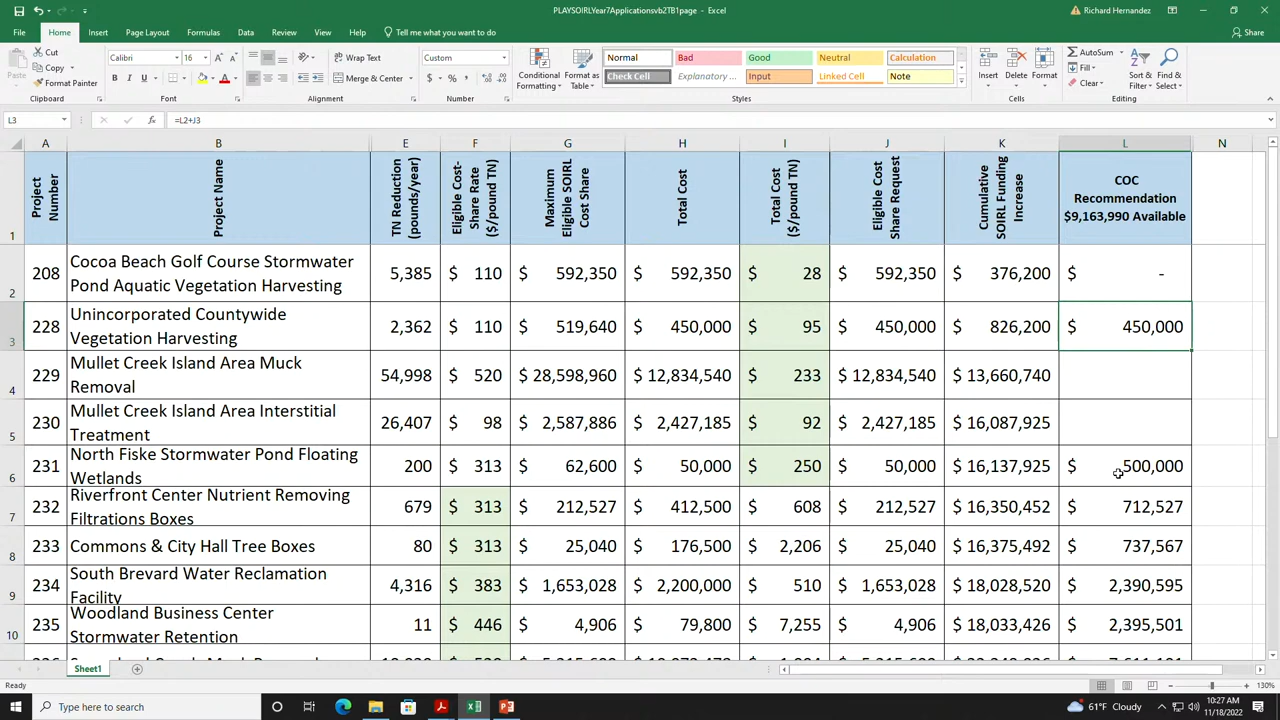 PLAYSOIRLYear7Applicationsvb2TB1page - Excel
Richard Hernandez
File Home Insert Page Layout Formulas Data Review View Help Tell me what you want to do Share
Paste Cut Copy Format Painter Clipboard
Calibri 16 B I U Font
Wrap Text Merge & Center Alignment
Custom $ % , Number
Conditional Formatting Format as Table
Normal Bad Good Neutral Calculation
Check Cell Explanatory ... Input Linked Cell Note
Styles
Insert Delete Format Cells
AutoSum Fill Clear Sort & Filter Find & Select Editing
L3 fx =L2+J3
A B E F G H I J K L N
1 Project Number Project Name TN Reduction (pounds/year) Eligible Cost-Share Rate ($/pound TN) Maximum Eligible SOIRL Cost Share Total Cost Total Cost ($/pound TN) Eligible Cost Share Request Cumulative SOIRL Funding Increase COC Recommendation $9,163,990 Available
2 208 Cocoa Beach Golf Course Stormwater Pond Aquatic Vegetation Harvesting 5,385 $ 110 $ 592,350 $ 592,350 $ 28 $ 592,350 $ 376,200 $ -
3 228 Unincorporated Countywide Vegetation Harvesting 2,362 $ 110 $ 519,640 $ 450,000 $ 95 $ 450,000 $ 826,200 $ 450,000
4 229 Mullet Creek Island Area Muck Removal 54,998 $ 520 $ 28,598,960 $ 12,834,540 $ 233 $ 12,834,540 $ 13,660,740
5 230 Mullet Creek Island Area Interstitial Treatment 26,407 $ 98 $ 2,587,886 $ 2,427,185 $ 92 $ 2,427,185 $ 16,087,925
6 231 North Fiske Stormwater Pond Floating Wetlands 200 $ 313 $ 62,600 $ 50,000 $ 250 $ 50,000 $ 16,137,925 $ 500,000
7 232 Riverfront Center Nutrient Removing Filtrations Boxes 679 $ 313 $ 212,527 $ 412,500 $ 608 $ 212,527 $ 16,350,452 $ 712,527
8 233 Commons & City Hall Tree Boxes 80 $ 313 $ 25,040 $ 176,500 $ 2,206 $ 25,040 $ 16,375,492 $ 737,567
9 234 South Brevard Water Reclamation Facility 4,316 $ 383 $ 1,653,028 $ 2,200,000 $ 510 $ 1,653,028 $ 18,028,520 $ 2,390,595
10 235 Woodland Business Center Stormwater Retention 11 $ 446 $ 4,906 $ 79,800 $ 7,255 $ 4,906 $ 18,033,426 $ 2,395,501
Sheet1
Ready 130%
Type here to search
61°F Cloudy
10:27 AM
11/18/2022